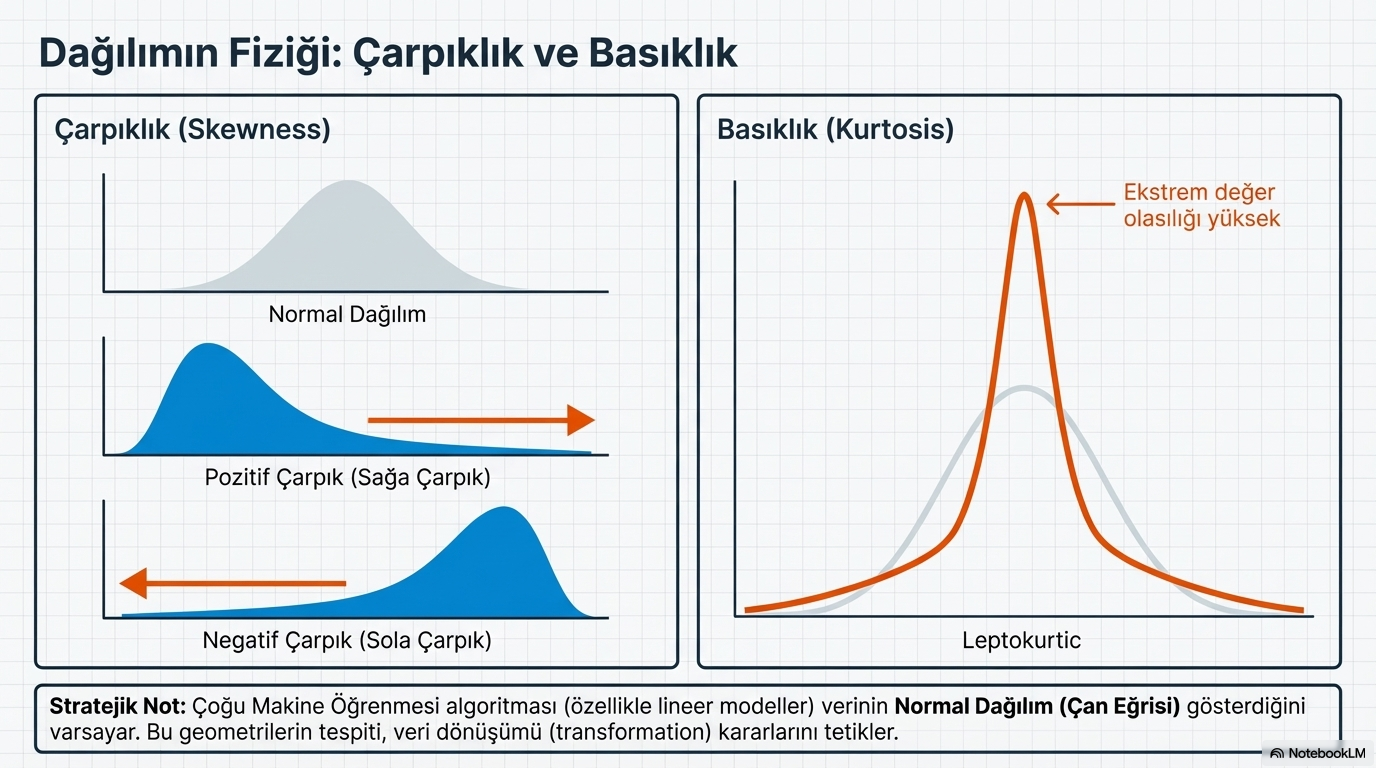 Dağılımın Fiziği: Çarpıklık ve Basıklık
Çarpıklık (Skewness)
Normal Dağılım
Pozitif Çarpık (Sağa Çarpık)
Negatif Çarpık (Sola Çarpık)
Basıklık (Kurtosis)
Ekstrem değer
olasılığı yüksek
Leptokurtic
Stratejik Not: Çoğu Makine Öğrenmesi algoritması (özellikle lineer modeller) verinin Normal Dağılım (Çan Eğrisi) gösterdiğini
varsayar. Bu geometrilerin tespiti, veri dönüşümü (transformation) kararlarını tetikler.
NotebookLM